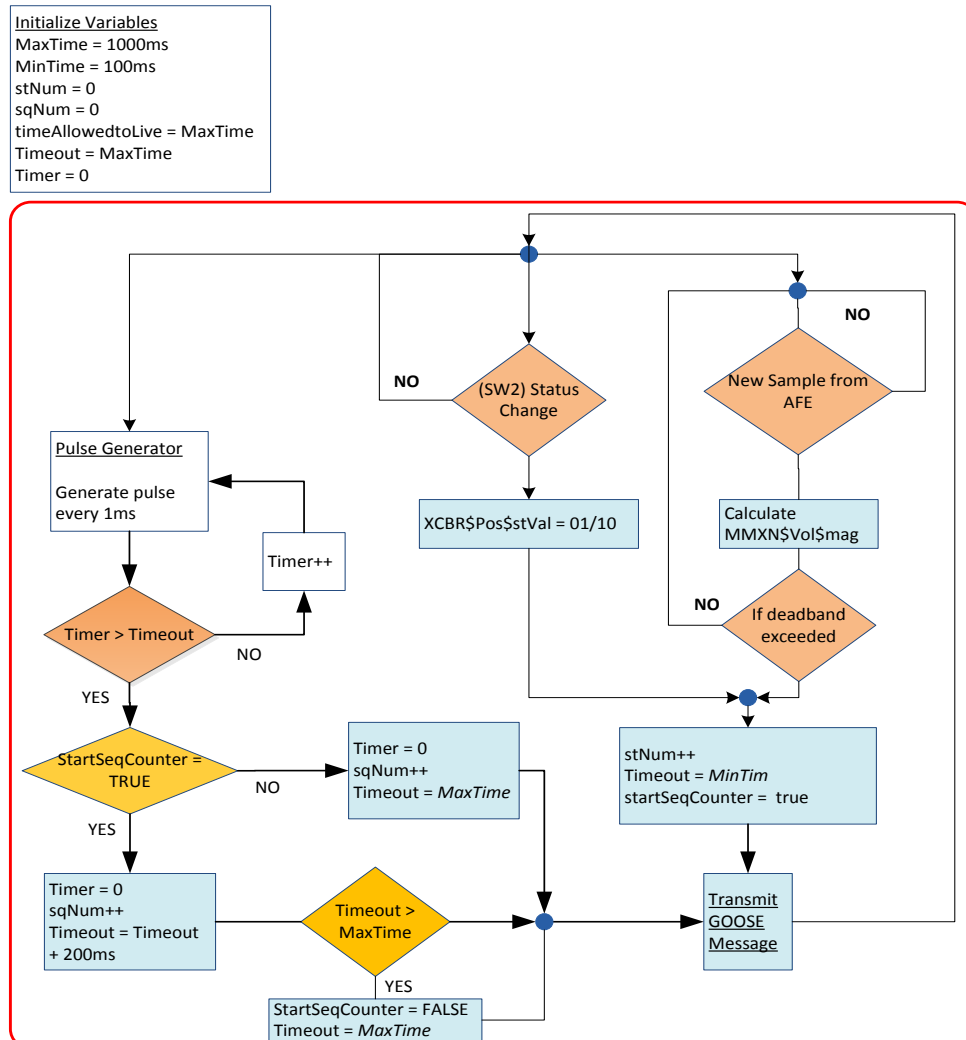 Initialize Variables
MaxTime = 1000ms
MinTime = 100ms
stNum = 0
sqNum = 0
timeAllowedtoLive = MaxTime
Timeout = MaxTime
Timer = 0
NO
(SW2) Status
Change
NO
New Sample from
AFE
Pulse Generator
Generate pulse
every 1ms
Timer++
XCBR$Pos$stVal = 01/10
Calculate
MMXN$Vol$mag
NO
If deadband
exceeded
Timer > Timeout
NO
YES
StartSeqCounter =
TRUE
NO
YES
Timer = 0
sqNum++
Timeout = MaxTime
stNum++
Timeout = MinTim
startSeqCounter =  true
Timer = 0
sqNum++
Timeout = Timeout
+ 200ms
Timeout >
MaxTime
YES
StartSeqCounter = FALSE
Timeout = MaxTime
Transmit
GOOSE
Message